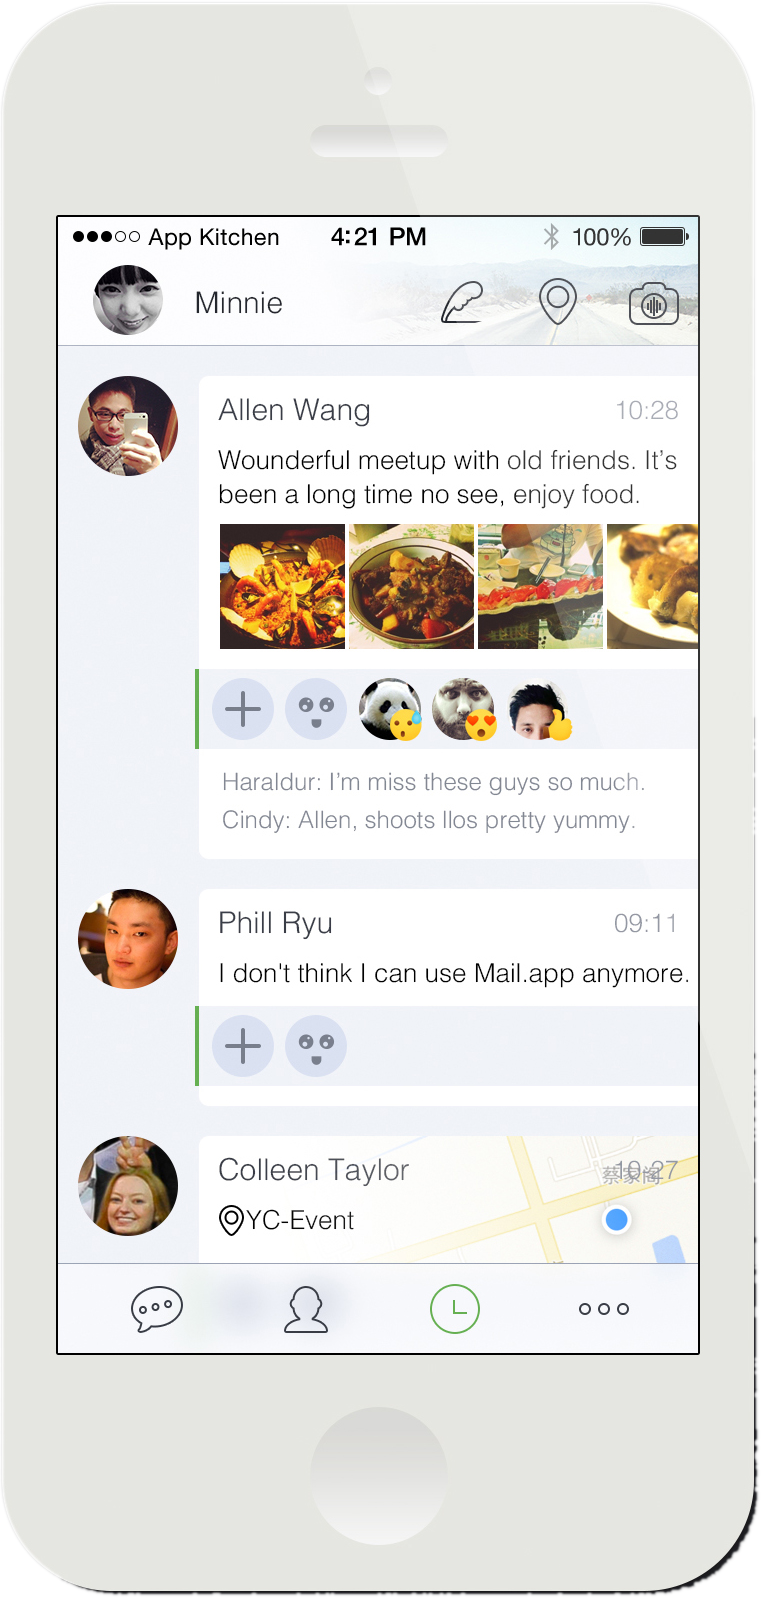 App Kitchen 4:21 PM 100%
Minnie
Allen Wang 10:28
Wounderful meetup with old friends. It's
been a long time no see, enjoy food.
Haraldur: I'm miss these guys so much.
Cindy: Allen, shoots llos pretty yummy.
Phill Ryu 09:11
I don't think I can use Mail.app anymore.
Colleen Taylor 10:27
蔡家阁
YC-Event